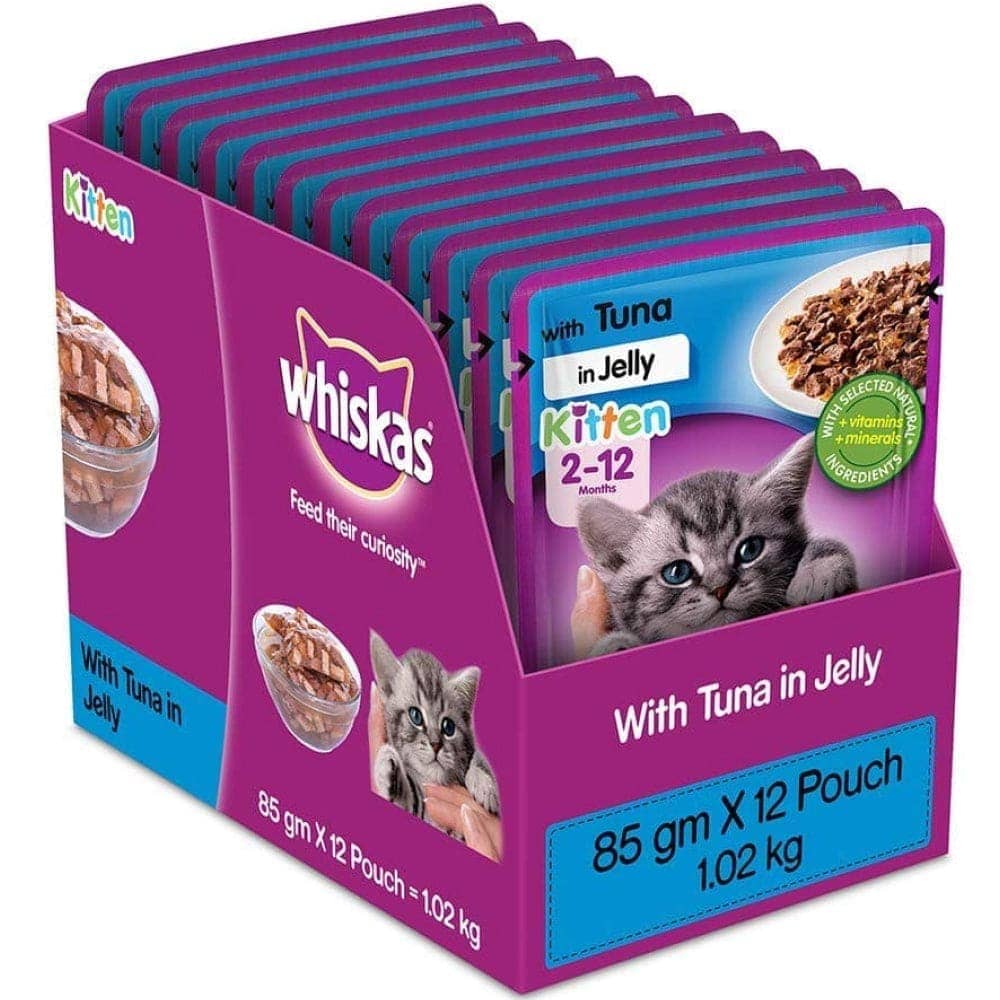 Kitten
whiskas
Feed their curiosity™
With Tuna in
Jelly
85 gm X 12 Pouch = 1.02 kg
with Tuna
in Jelly
Kitten
2-12
Months
WITH SELECTED NATURAL
+vitamins
+minerals
INGREDIENTS
With Tuna in Jelly
85 gm X 12 Pouch
1.02 kg